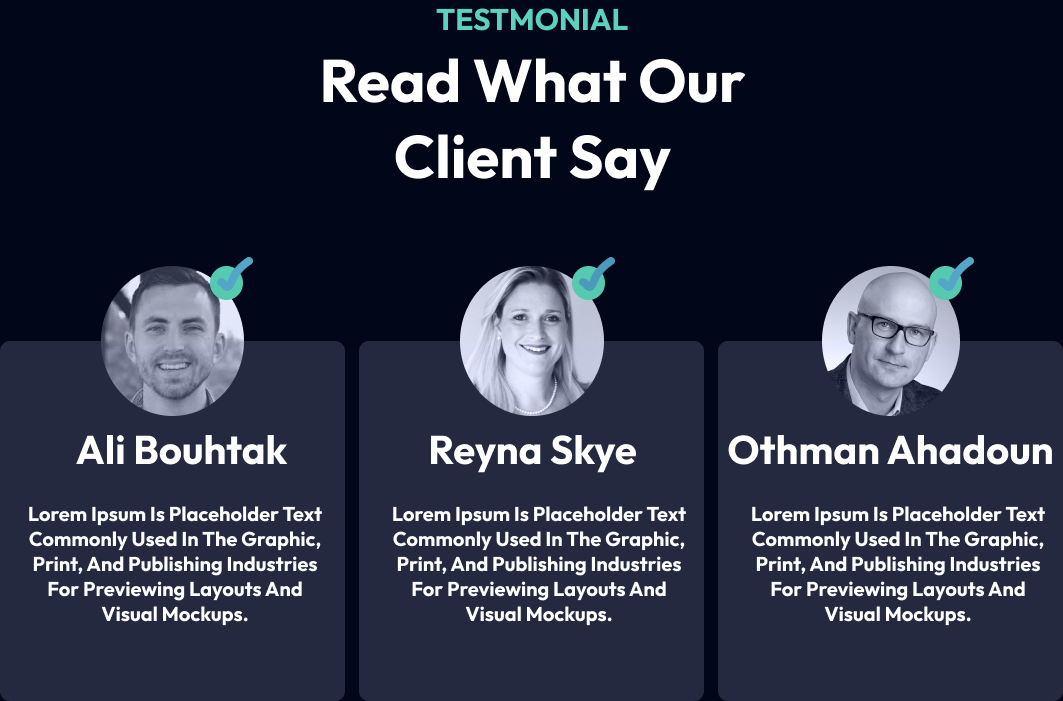 TESTMONIAL
Read What Our
Client Say
Ali Bouhtak
Lorem Ipsum Is Placeholder Text
Commonly Used In The Graphic,
Print, And Publishing Industries
For Previewing Layouts And
Visual Mockups.
Reyna Skye
Lorem Ipsum Is Placeholder Text
Commonly Used In The Graphic,
Print, And Publishing Industries
For Previewing Layouts And
Visual Mockups.
Othman Ahadoun
Lorem Ipsum Is Placeholder Text
Commonly Used In The Graphic,
Print, And Publishing Industries
For Previewing Layouts And
Visual Mockups.